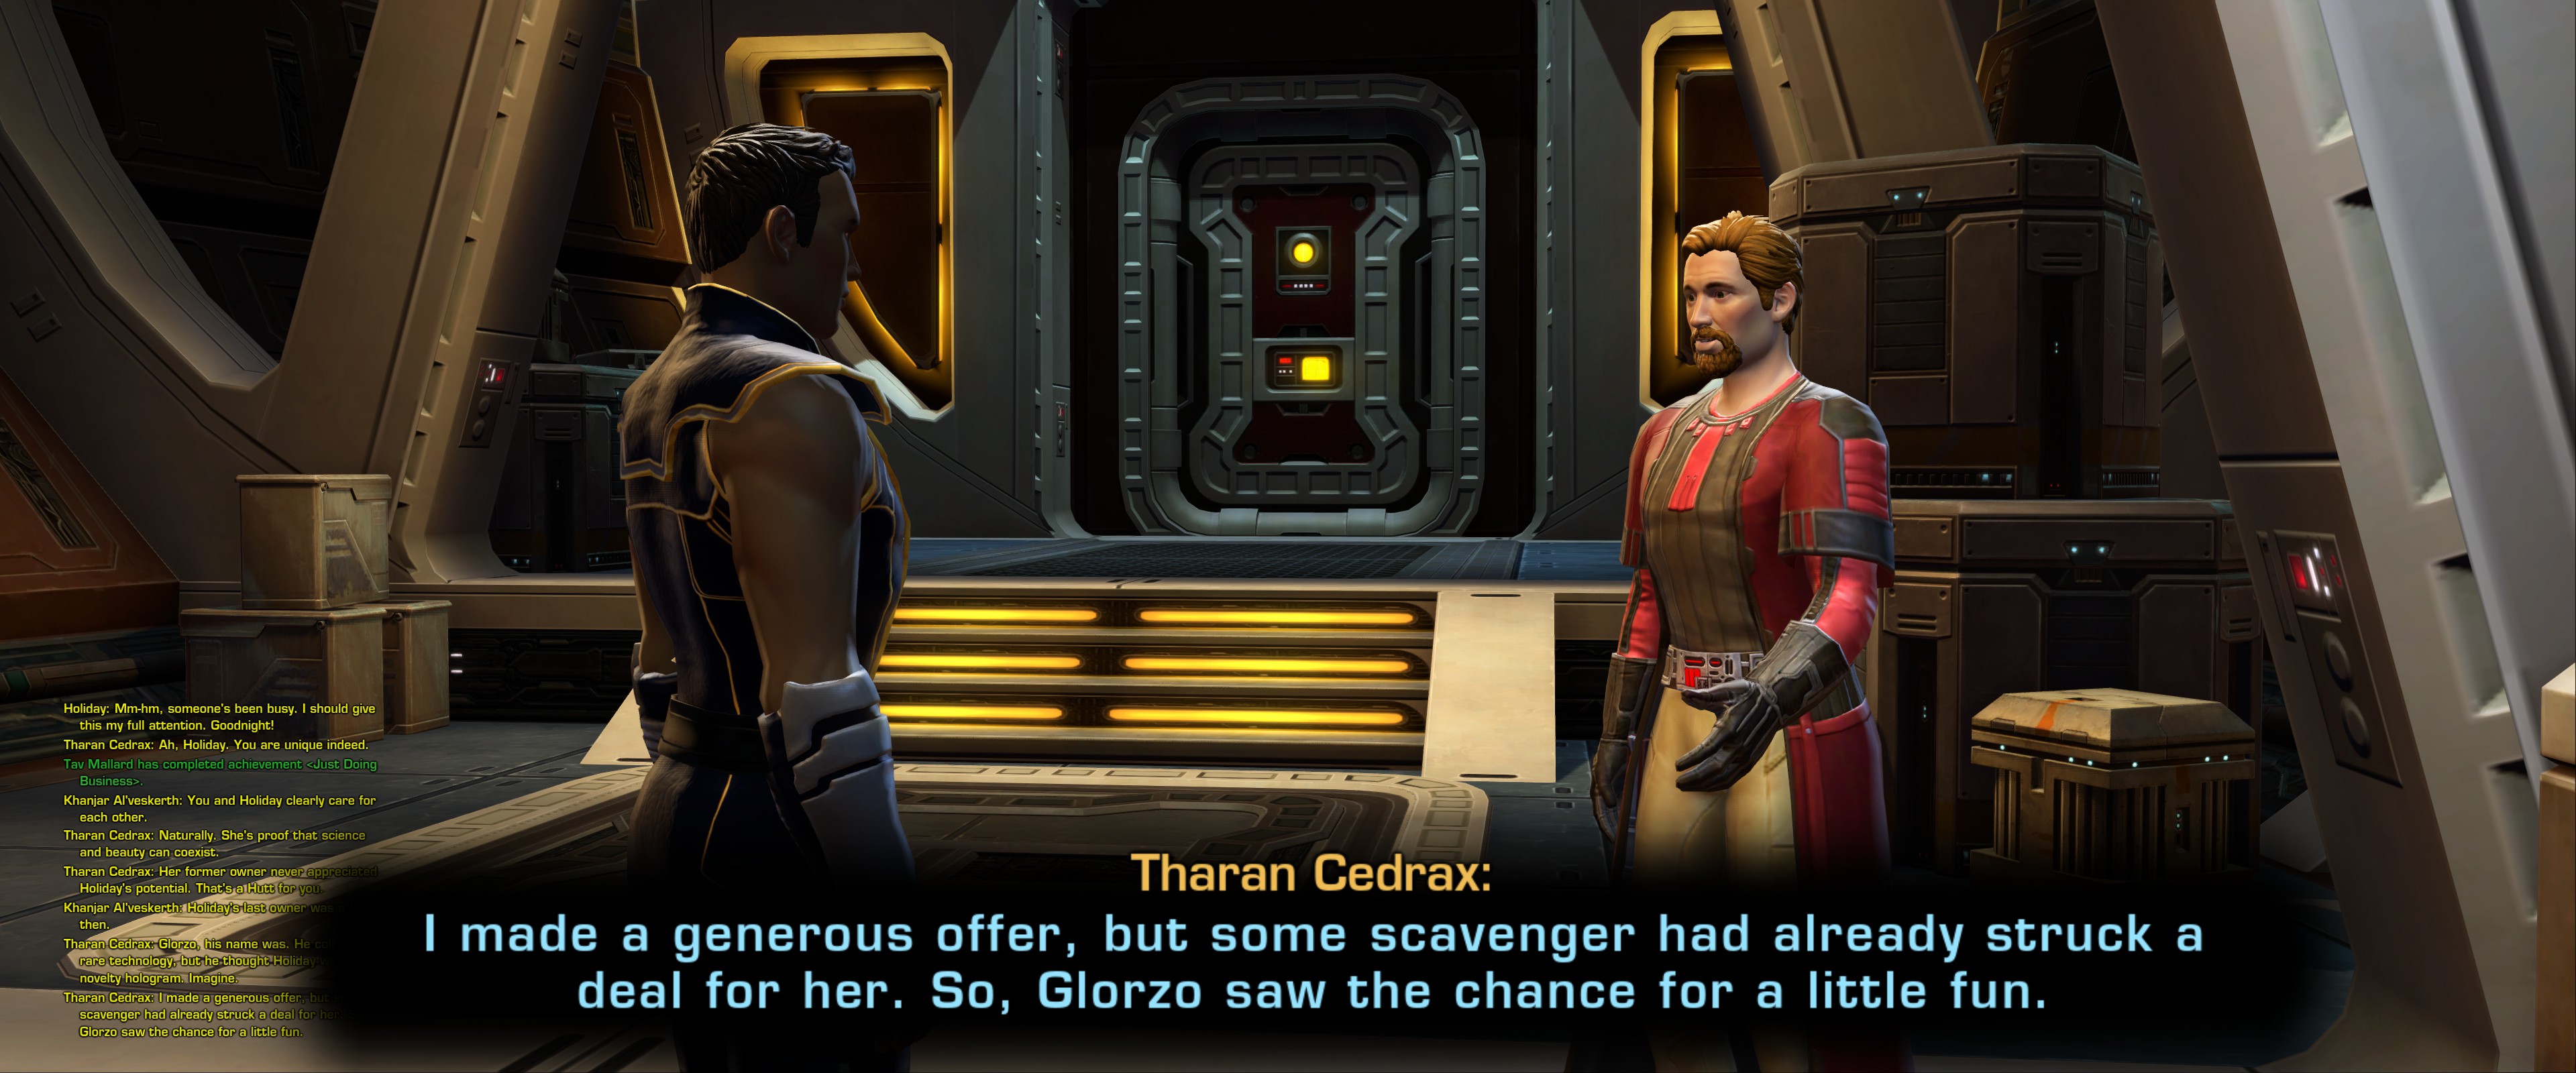 Holiday: Mm-hm, someone's been busy. I should give
this my full attention. Goodnight!
Tharan Cedrax: Ah, Holiday. You are unique indeed.
Tav Mallard has completed achievement <Just Doing
Business>.
Khanjar Al'veskerth: You and Holiday clearly care for
each other.
Tharan Cedrax: Naturally. She's proof that science
and beauty can coexist.
Tharan Cedrax: Her former owner never appreciated
Holiday's potential. That's a Hutt for you.
Khanjar Al'veskerth: Holiday's last owner was
then.
Tharan Cedrax: Glorzo, his name was. He
rare technology, but he thought Holiday
novelty hologram. Imagine.
Tharan Cedrax: I made a generous offer, but
scavenger had already struck a deal for her
Glorzo saw the chance for a little fun.
Tharan Cedrax:
I made a generous offer, but some scavenger had already struck a
deal for her. So, Glorzo saw the chance for a little fun.